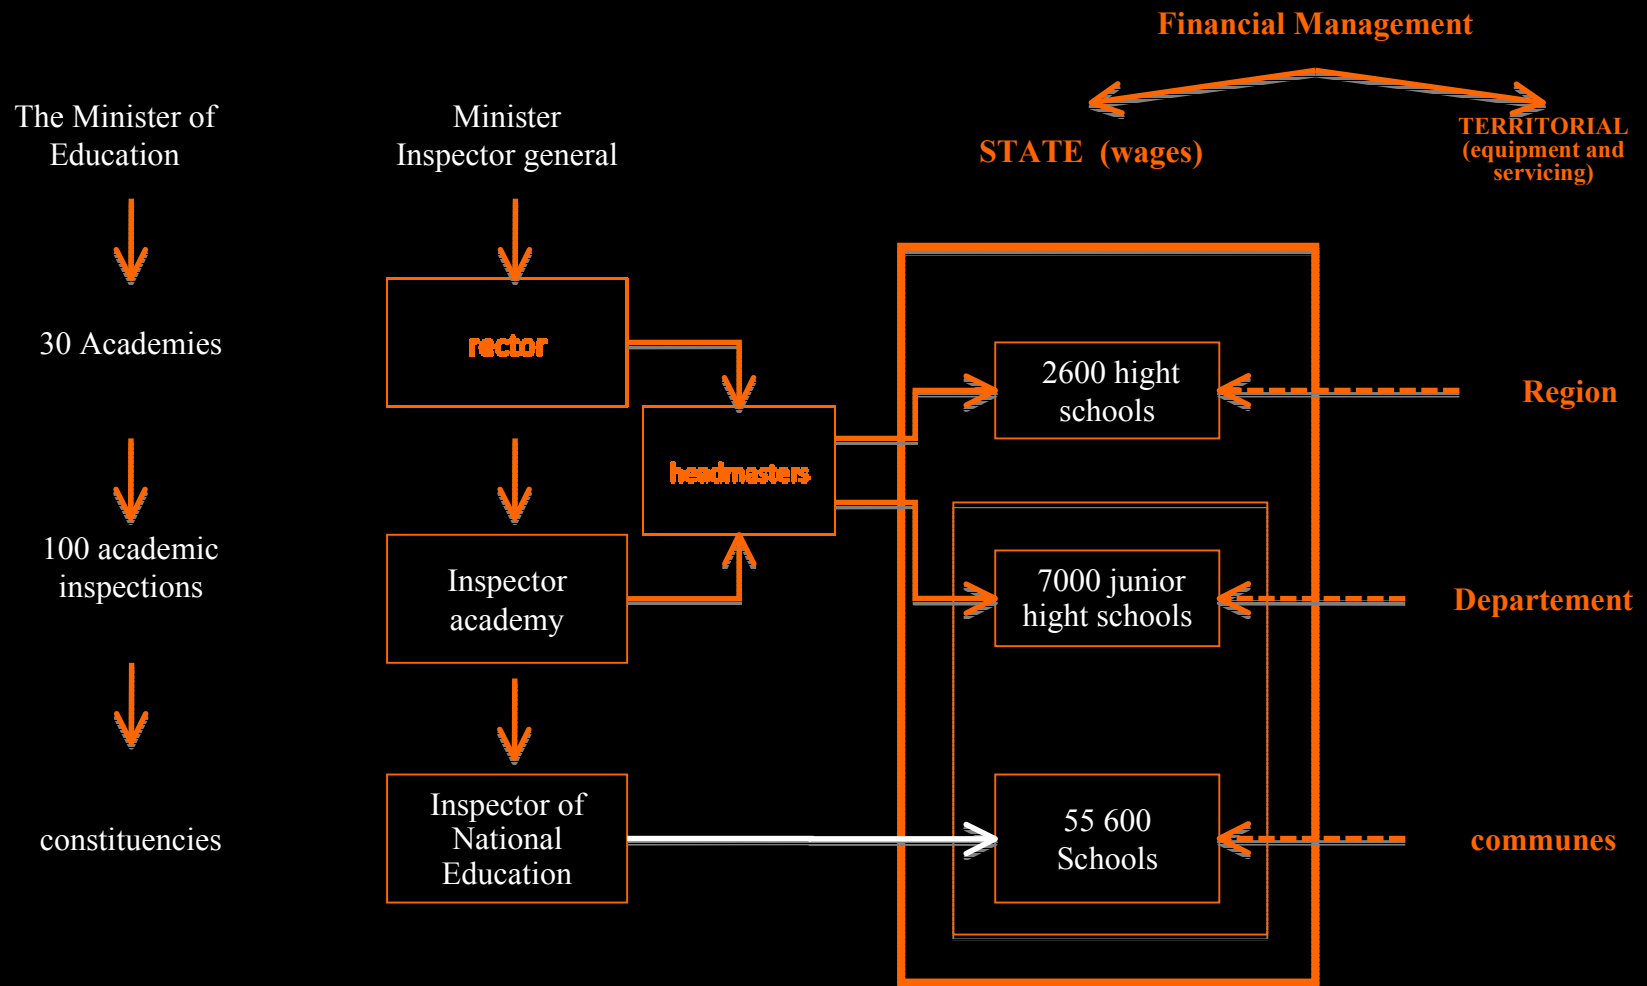 Financial Management
The Minister of
Education
Minister
Inspector general
STATE (wages)
TERRITORIAL
(equipment and
servicing)
30 Academies
rector
2600 hight
schools
Region
headmasters
100 academic
inspections
Inspector
academy
7000 junior
hight schools
Departement
constituencies
Inspector of
National
Education
55 600
Schools
communes